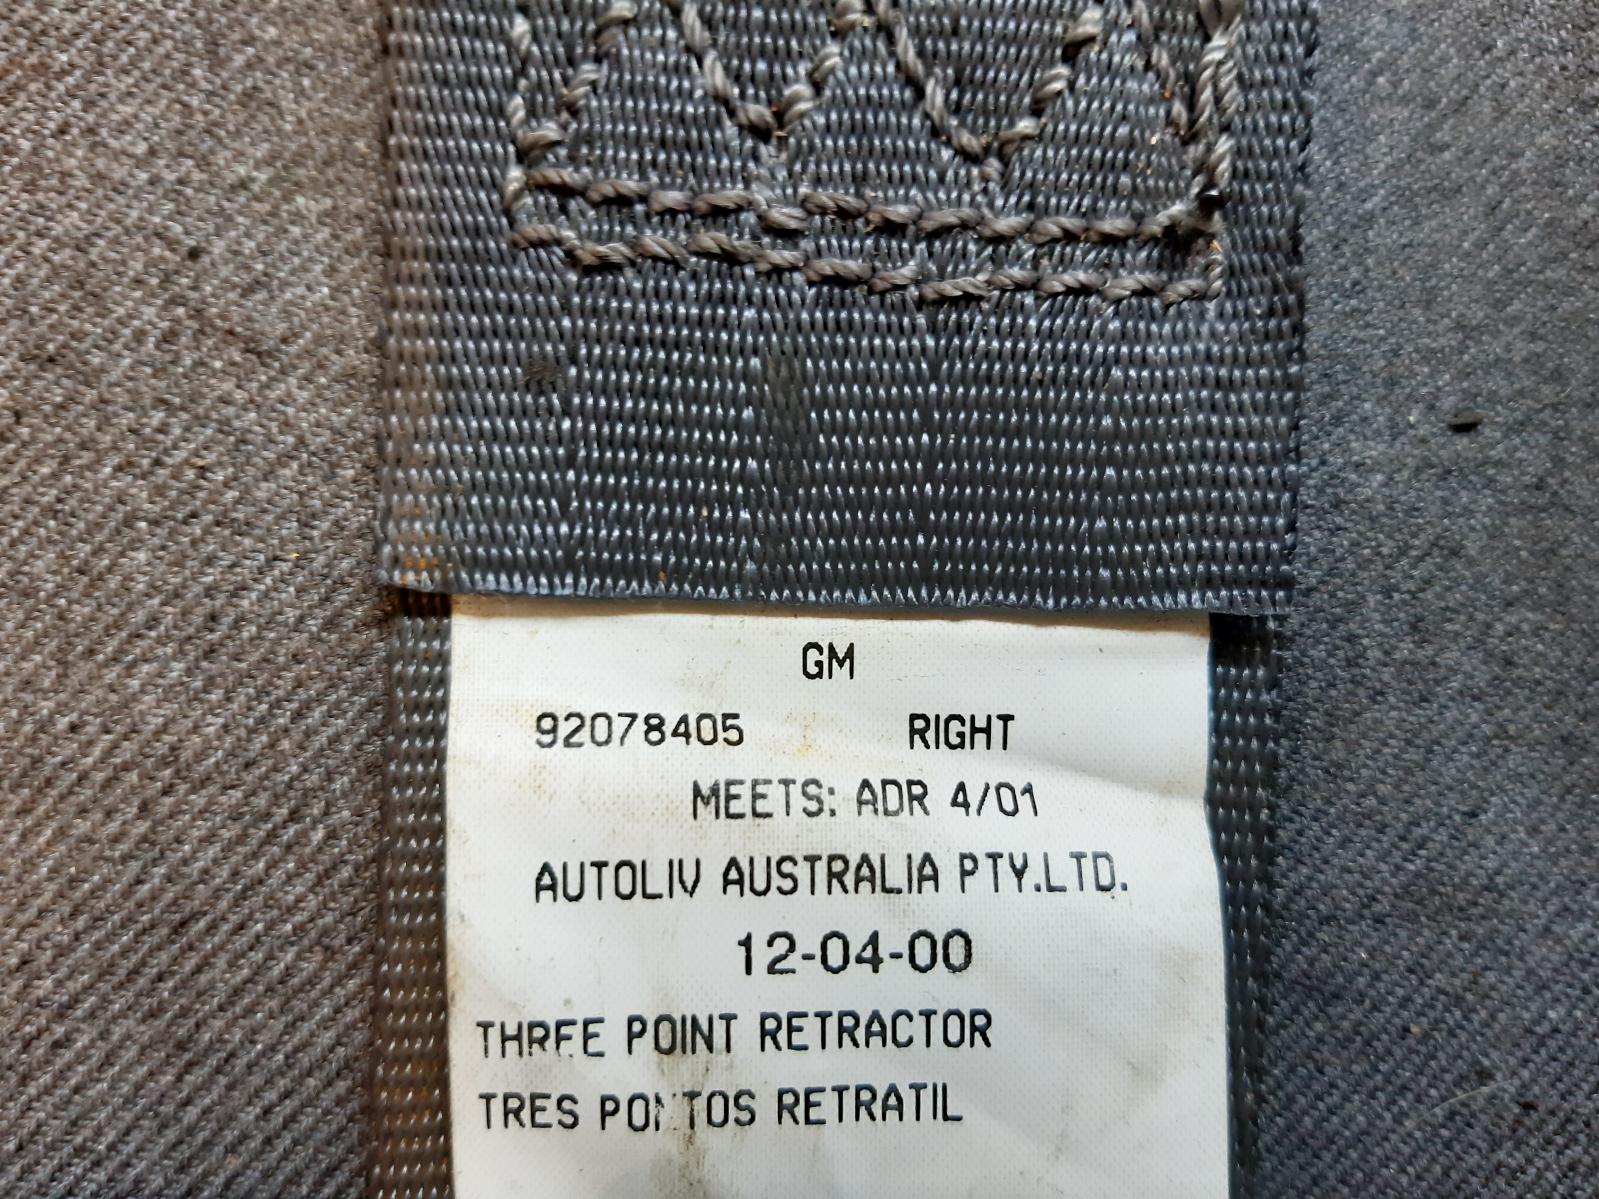 GM
92078405 RIGHT
MEETS: ADR 4/01
AUTOLIV AUSTRALIA PTY.LTD.
12-04-00
THREE POINT RETRACTOR
TRES PONTOS RETRATIL